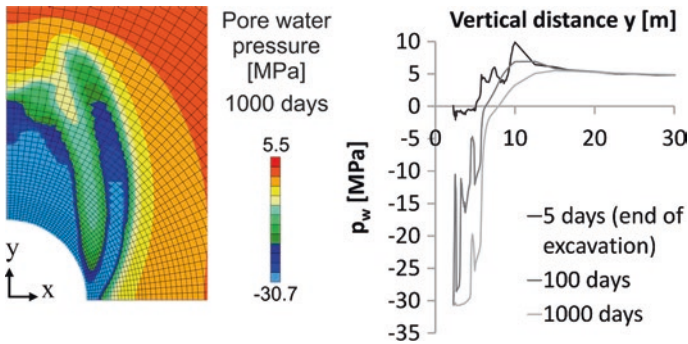 Pore water
pressure
[MPa]
1000 days
5.5
-30.7
y
x
Vertical distance y [m]
10
5
0
-5
-10
-15
-20
-25
-30
-35
0
10
20
30
p_w [MPa]
5 days (end of
excavation)
100 days
1000 days